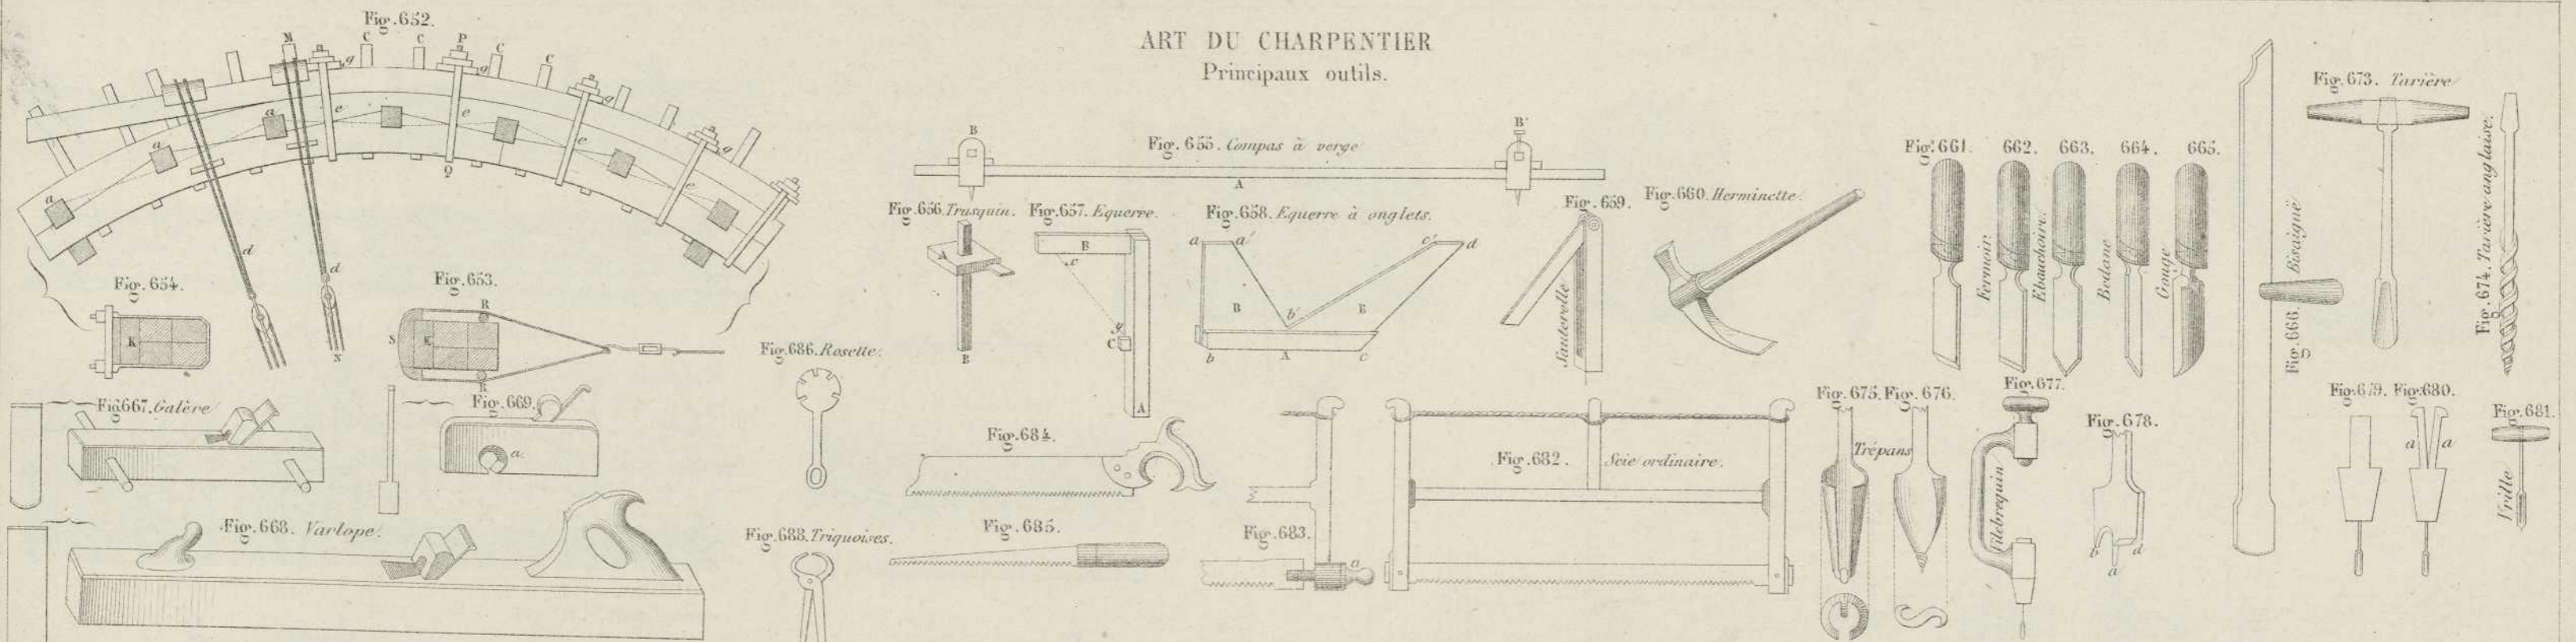 Fig. 652.
M C C P C C
a a g g g g
a a a e e e e
Q
d d
N
Fig. 654.
K
Fig. 653.
R
S K
R
ART DU CHARPENTIER
Principaux outils.
Fig. 655. Compas à verge
B B'
A
Fig. 656. Trusquin.
B
Fig. 657. Equerre.
B
c
g
C
A
Fig. 658. Equerre à onglets.
a a' c' d
B b' E
b A c
Fig. 659.
Sauterelle
Fig. 660. Herminette.
Fig. 661. 662. 663. 664. 665.
Fermoir.
Ebauchoire.
Bedane
Gouge
Fig. 666. Bisaiguë
Fig. 673. Tarière
Fig. 674. Tarière anglaise.
Fig. 686. Rosette.
Fig. 667. Galère
Fig. 669.
a
Fig. 684.
Fig. 682. Scie ordinaire.
Fig. 675. Fig. 676.
Trépans
Fig. 677.
Vilebrequin
Fig. 678.
b a d
Fig. 679. Fig. 680.
a a
Fig. 681.
Vrille
Fig. 668. Varlope.
Fig. 688. Triquoises.
Fig. 685.
Fig. 683.
a